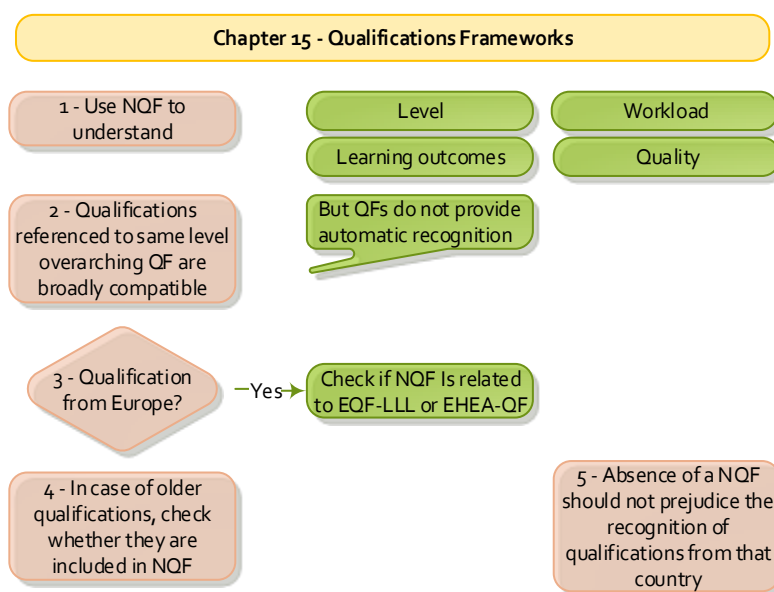 Chapter 15 - Qualifications Frameworks
1 - Use NQF to
understand
Level
Workload
Learning outcomes
Quality
2 - Qualifications
referenced to same level
overarching QF are
broadly compatible
But QFs do not provide
automatic recognition
3 - Qualification
from Europe?
Yes
Check if NQF Is related
to EQF-LLL or EHEA-QF
4 - In case of older
qualifications, check
whether they are
included in NQF
5 - Absence of a NQF
should not prejudice the
recognition of
qualifications from that
country